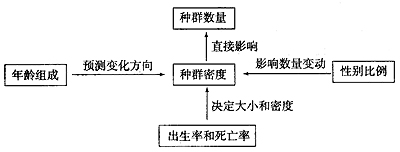 种群数量
直接影响
年龄组成
预测变化方向
种群密度
影响数量变动
性别比例
决定大小和密度
出生率和死亡率